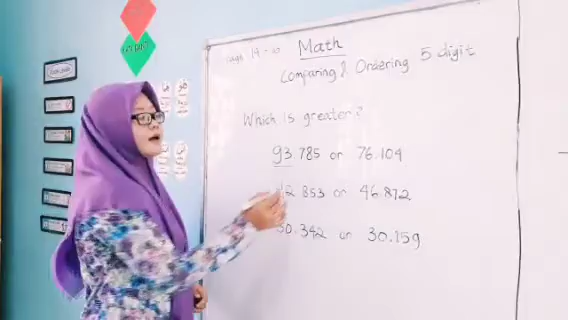 Math
Comparing & Ordering 5 digit
Which is greater?
93.785 or 76.104
853 or 46.872
30.342 or 30.159